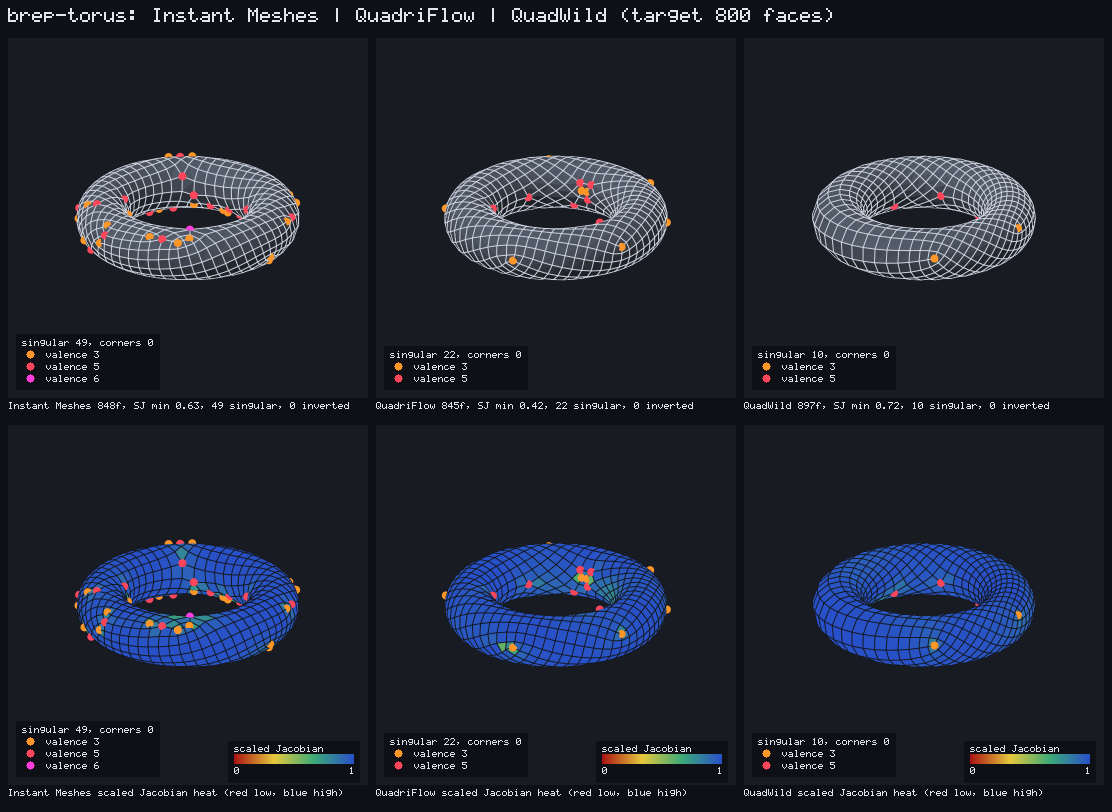 brep-torus: Instant Meshes | QuadriFlow | QuadWild (target 800 faces)
singular 49, corners 0
valence 3
valence 5
valence 6
Instant Meshes 848f, SJ min 0.63, 49 singular, 0 inverted
singular 22, corners 0
valence 3
valence 5
QuadriFlow 845f, SJ min 0.42, 22 singular, 0 inverted
singular 10, corners 0
valence 3
valence 5
QuadWild 897f, SJ min 0.72, 10 singular, 0 inverted
singular 49, corners 0
valence 3
valence 5
valence 6
scaled Jacobian
0 1
Instant Meshes scaled Jacobian heat (red low, blue high)
singular 22, corners 0
valence 3
valence 5
scaled Jacobian
0 1
QuadriFlow scaled Jacobian heat (red low, blue high)
singular 10, corners 0
valence 3
valence 5
scaled Jacobian
0 1
QuadWild scaled Jacobian heat (red low, blue high)